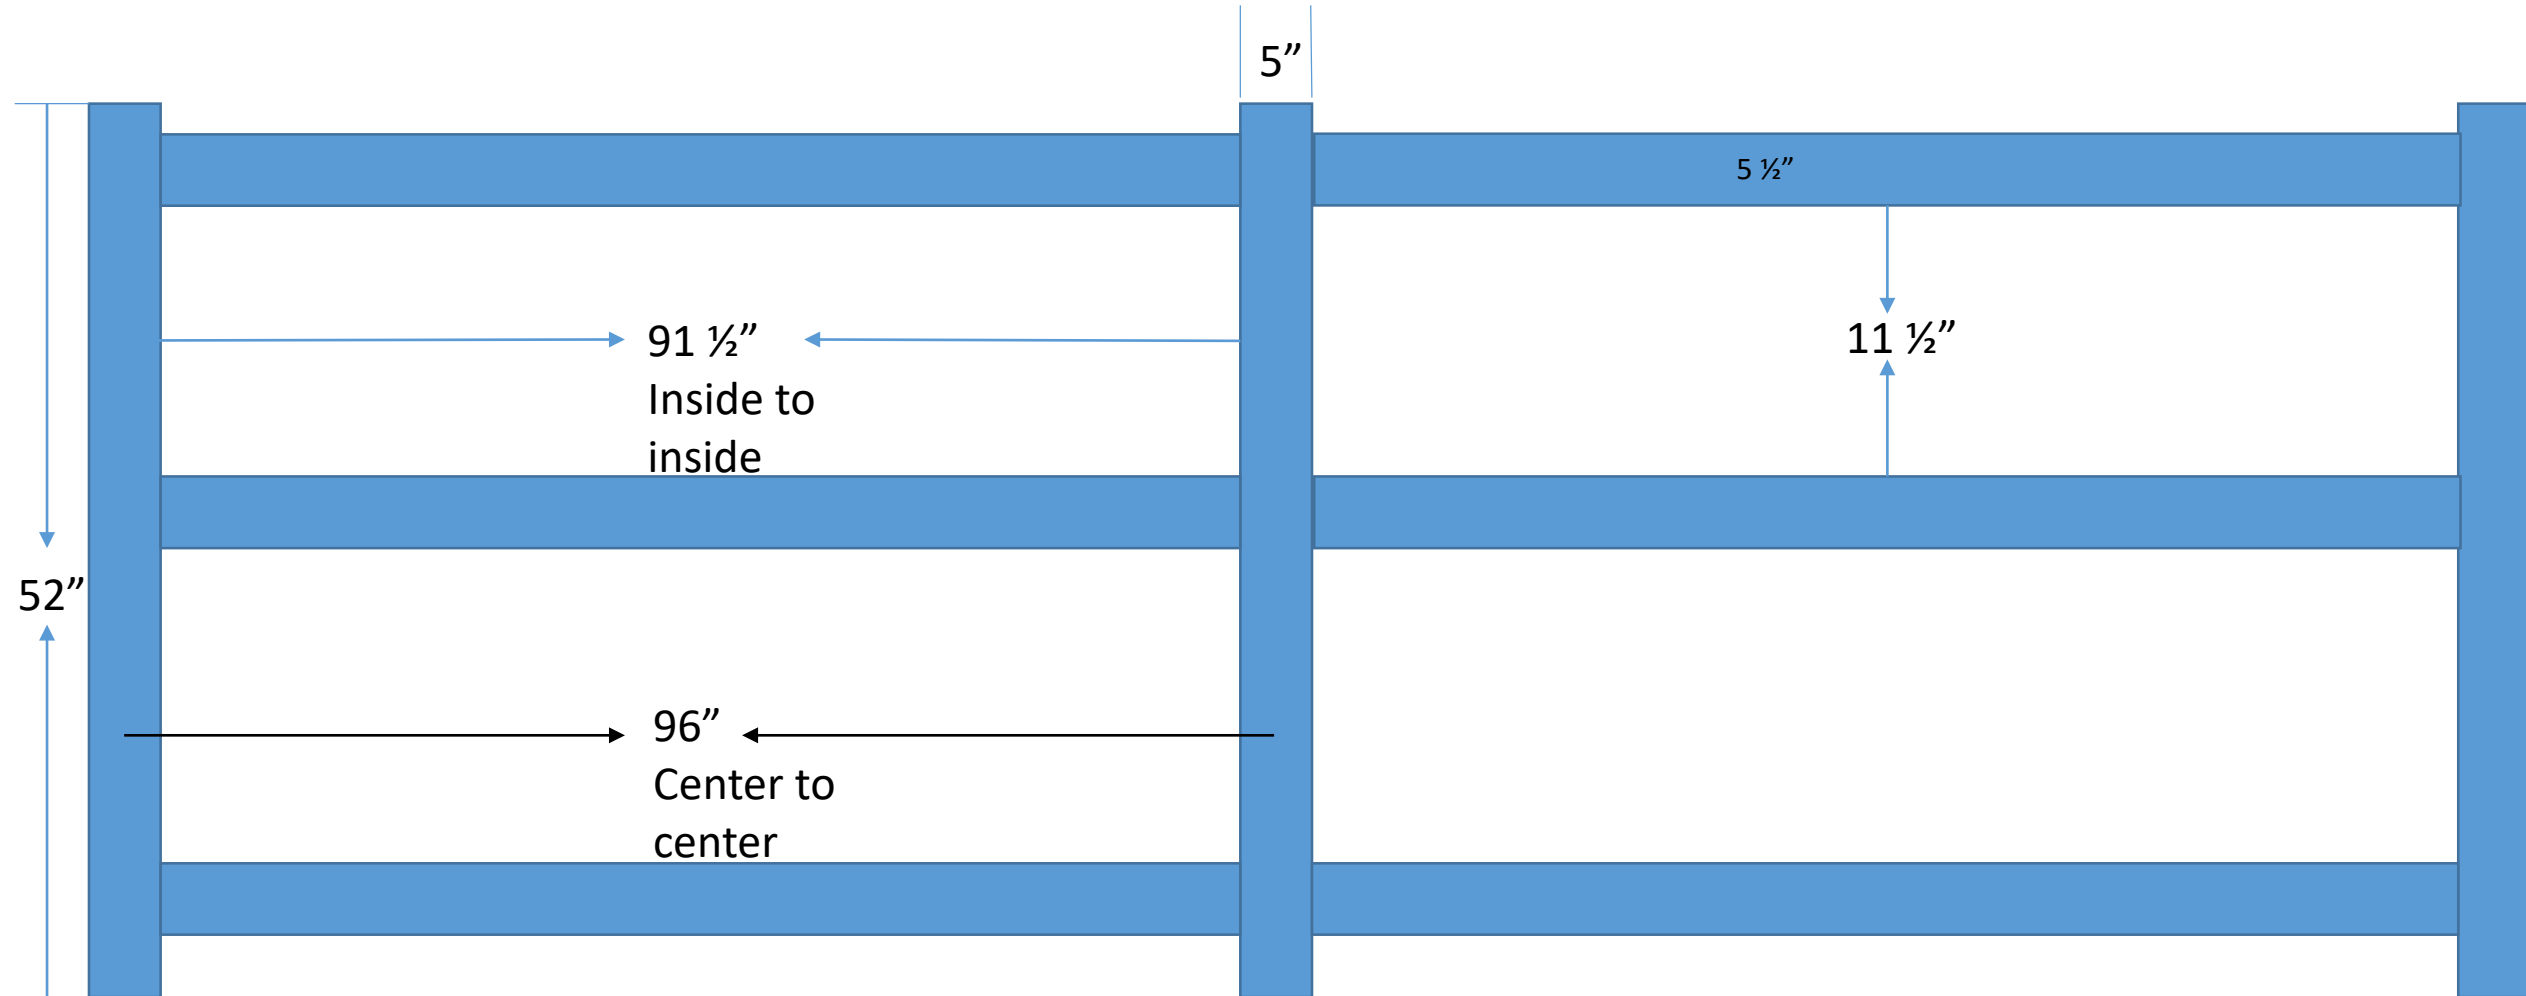 5”
5 ½”
91 ½”
Inside to
inside
11 ½”
52”
96”
Center to
center